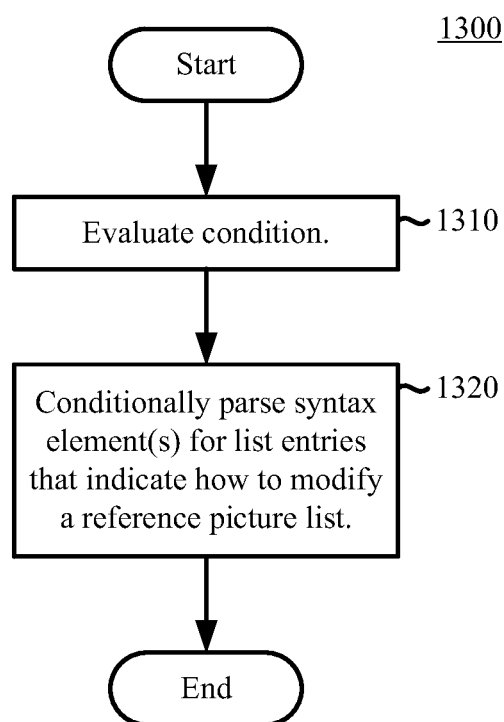 1300
Start
Evaluate condition.
1310
Conditionally parse syntax
element(s) for list entries
that indicate how to modify
a reference picture list.
1320
End